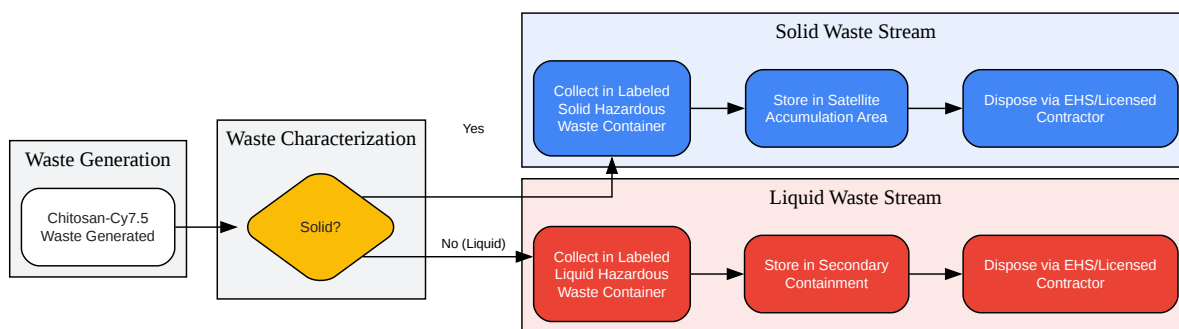 Waste Generation
Chitosan-Cy7.5
Waste Generated
Waste Characterization
Solid?
Yes
No (Liquid)
Solid Waste Stream
Collect in Labeled
Solid Hazardous
Waste Container
Store in Satellite
Accumulation Area
Dispose via EHS/Licensed
Contractor
Liquid Waste Stream
Collect in Labeled
Liquid Hazardous
Waste Container
Store in Secondary
Containment
Dispose via EHS/Licensed
Contractor